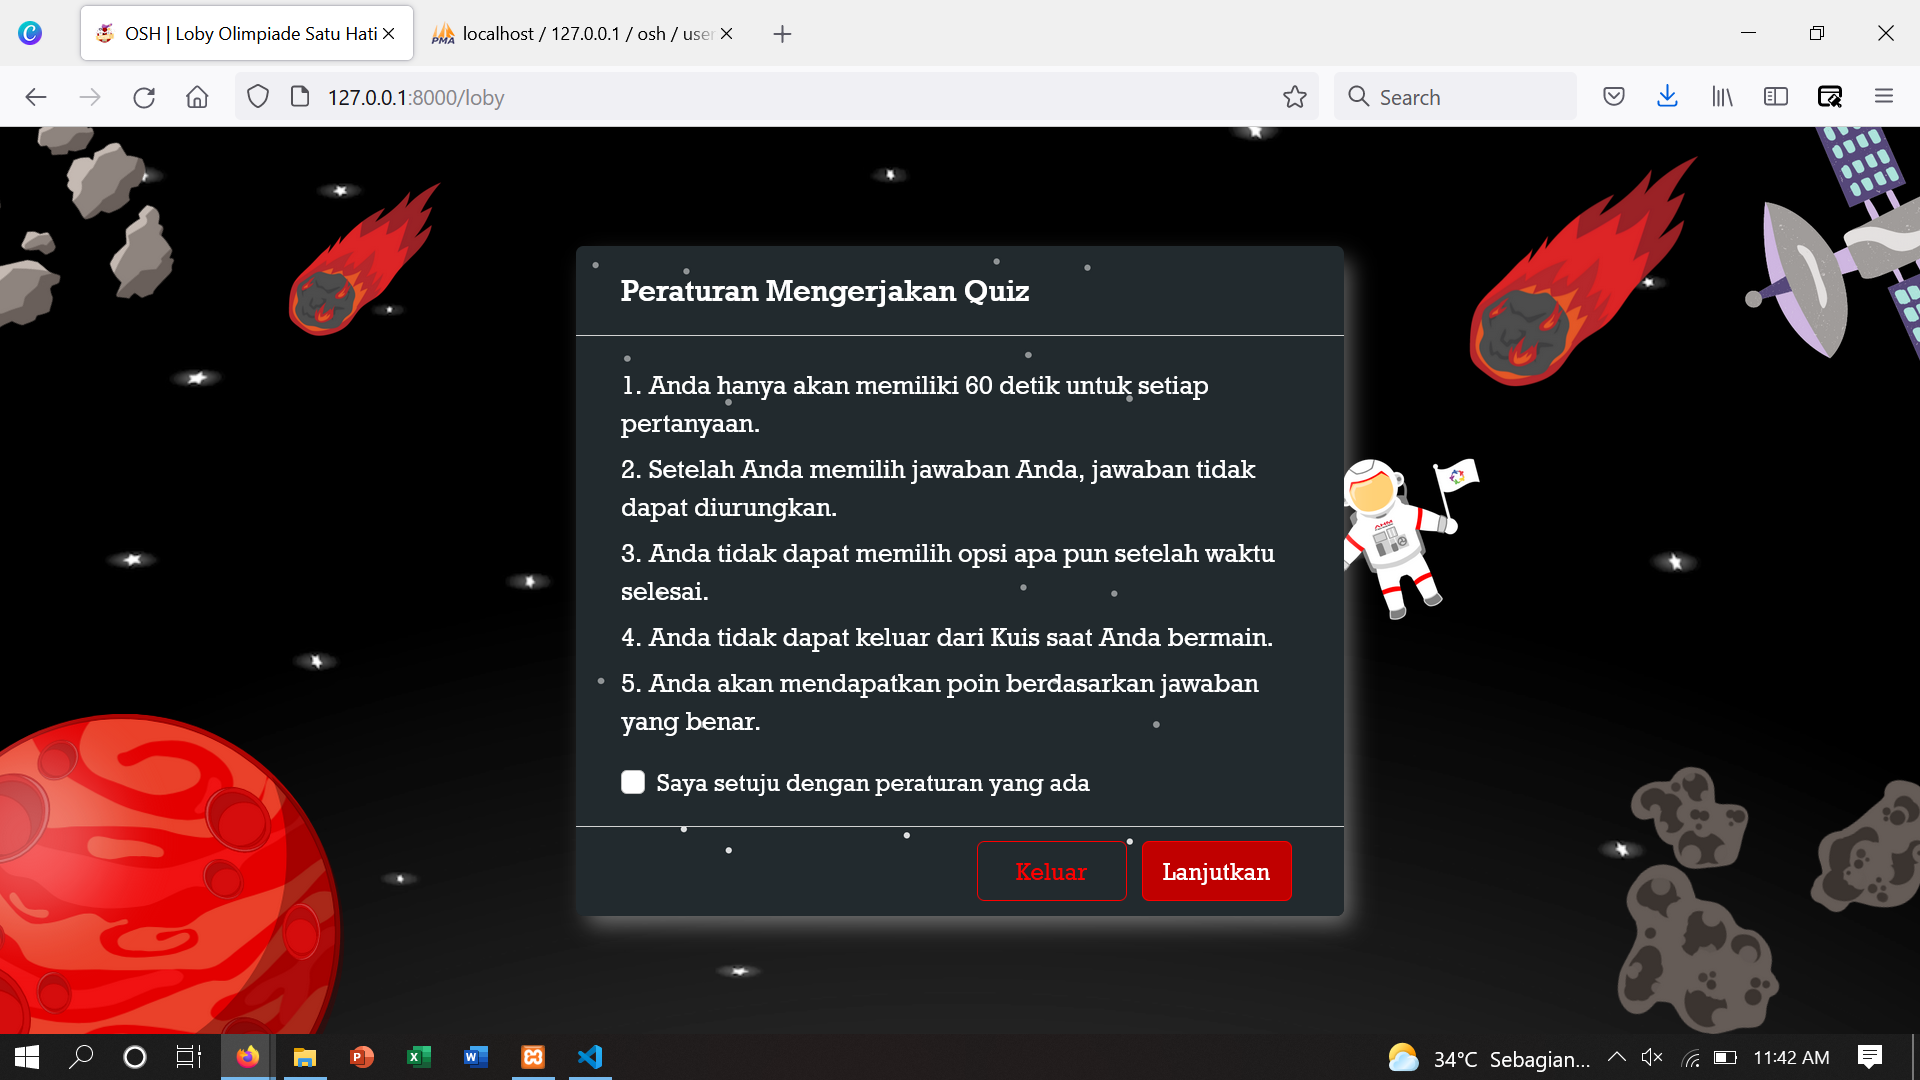 OSH | Loby Olimpiade Satu Hati
localhost / 127.0.0.1 / osh / user
127.0.0.1:8000/loby
Search
Peraturan Mengerjakan Quiz
1. Anda hanya akan memiliki 60 detik untuk setiap
pertanyaan.
2. Setelah Anda memilih jawaban Anda, jawaban tidak
dapat diurungkan.
3. Anda tidak dapat memilih opsi apa pun setelah waktu
selesai.
4. Anda tidak dapat keluar dari Kuis saat Anda bermain.
5. Anda akan mendapatkan poin berdasarkan jawaban
yang benar.
Saya setuju dengan peraturan yang ada
Keluar
Lanjutkan
34°C Sebagian...
11:42 AM